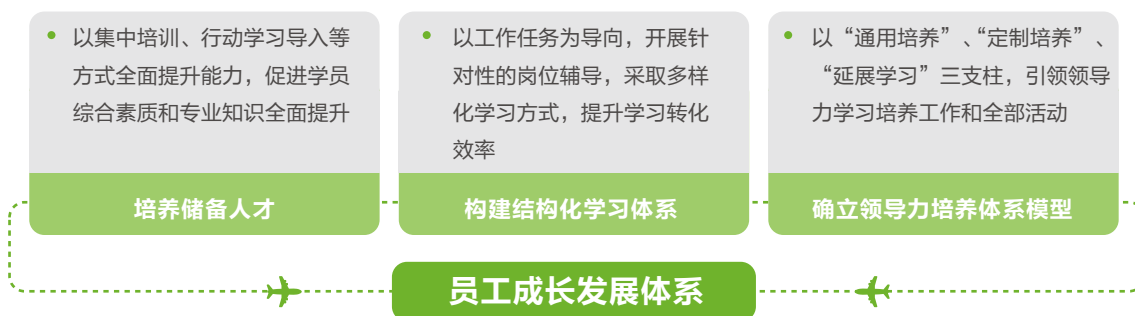 • 以集中培训、行动学习导入等
方式全面提升能力，促进学员
综合素质和专业知识全面提升
培养储备人才
• 以工作任务为导向，开展针
对性的岗位辅导，采取多样
化学习方式，提升学习转化
效率
构建结构化学习体系
• 以“通用培养”、“定制培养”、
“延展学习”三支柱，引领领导
力学习培养工作和全部活动
确立领导力培养体系模型
员工成长发展体系